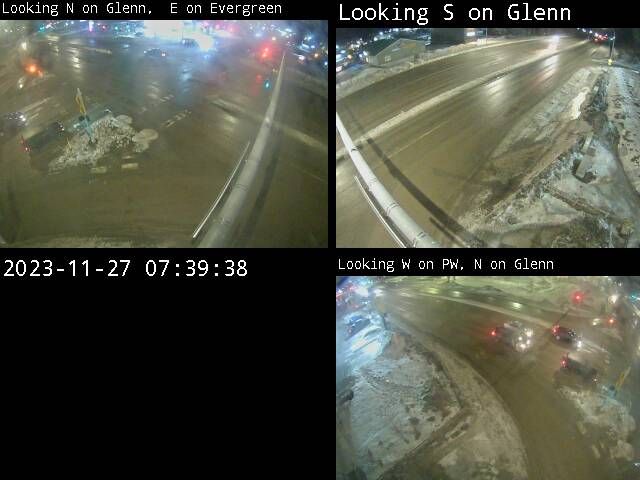 Looking N on Glenn, E on Evergreen
Looking S on Glenn
2023-11-27 07:39:38
Looking W on PW, N on Glenn